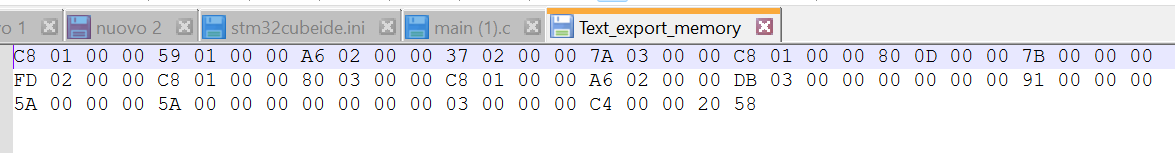 ro 1 nuovo 2 stm32cubeide.ini main (1).c Text_export_memory
C8 01 00 00 59 01 00 00 A6 02 00 00 37 02 00 00 7A 03 00 00 C8 01 00 00 80 0D 00 00 7B 00 00 00
FD 02 00 00 C8 01 00 00 80 03 00 00 C8 01 00 00 A6 02 00 00 DB 03 00 00 00 00 00 00 91 00 00 00
5A 00 00 00 5A 00 00 00 00 00 00 00 03 00 00 00 C4 00 00 20 58